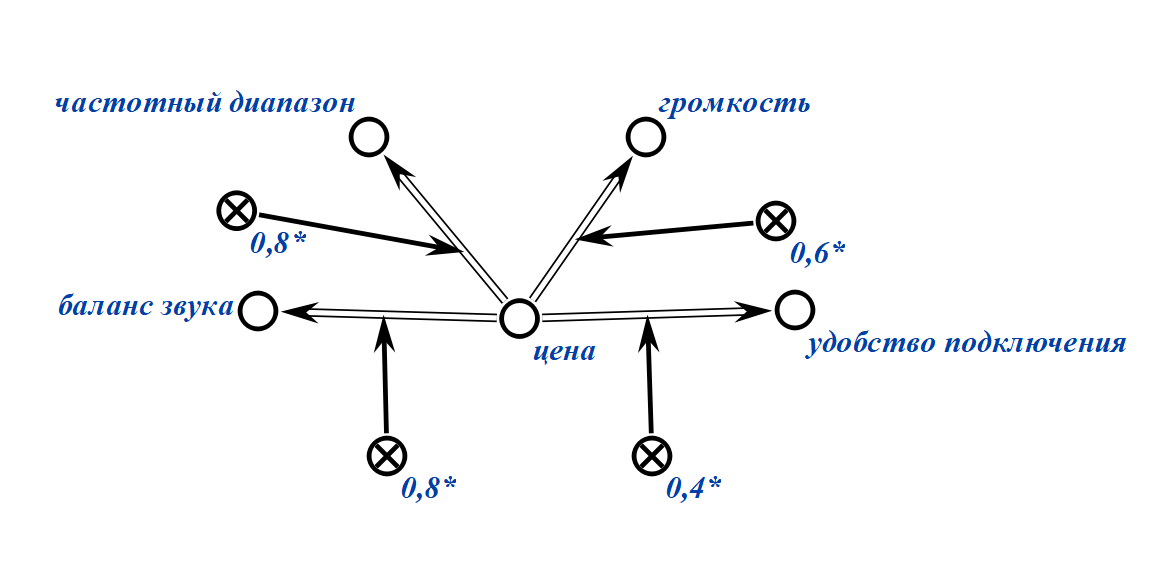 частотный диапазон
громкость
0,8*
0,6*
баланс звука
цена
удобство подключения
0,8*
0,4*